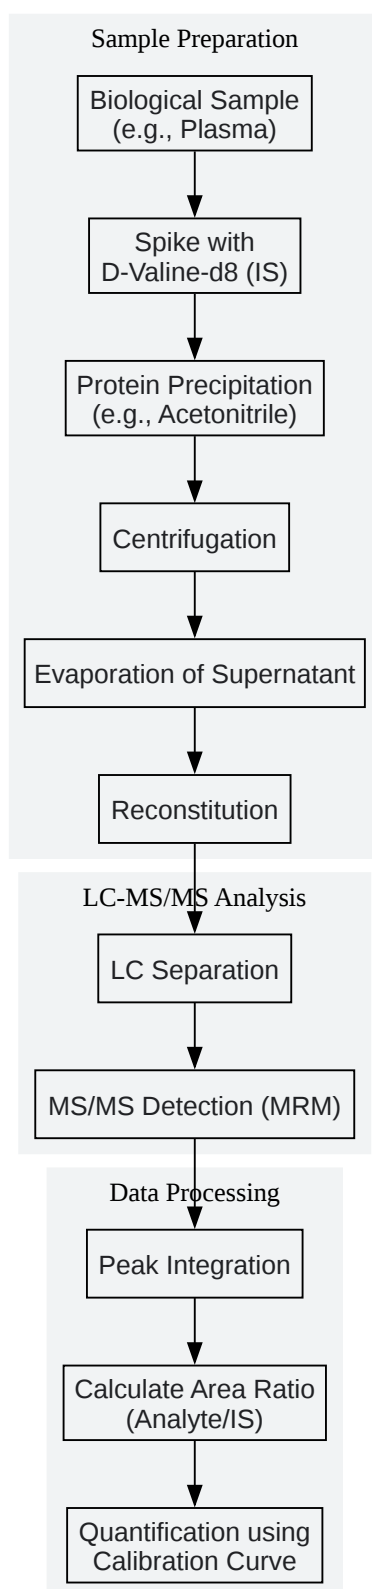 Sample Preparation
Biological Sample
(e.g., Plasma)
Spike with
D-Valine-d8 (IS)
Protein Precipitation
(e.g., Acetonitrile)
Centrifugation
Evaporation of Supernatant
Reconstitution
LC-MS/MS Analysis
LC Separation
MS/MS Detection (MRM)
Data Processing
Peak Integration
Calculate Area Ratio
(Analyte/IS)
Quantification using
Calibration Curve